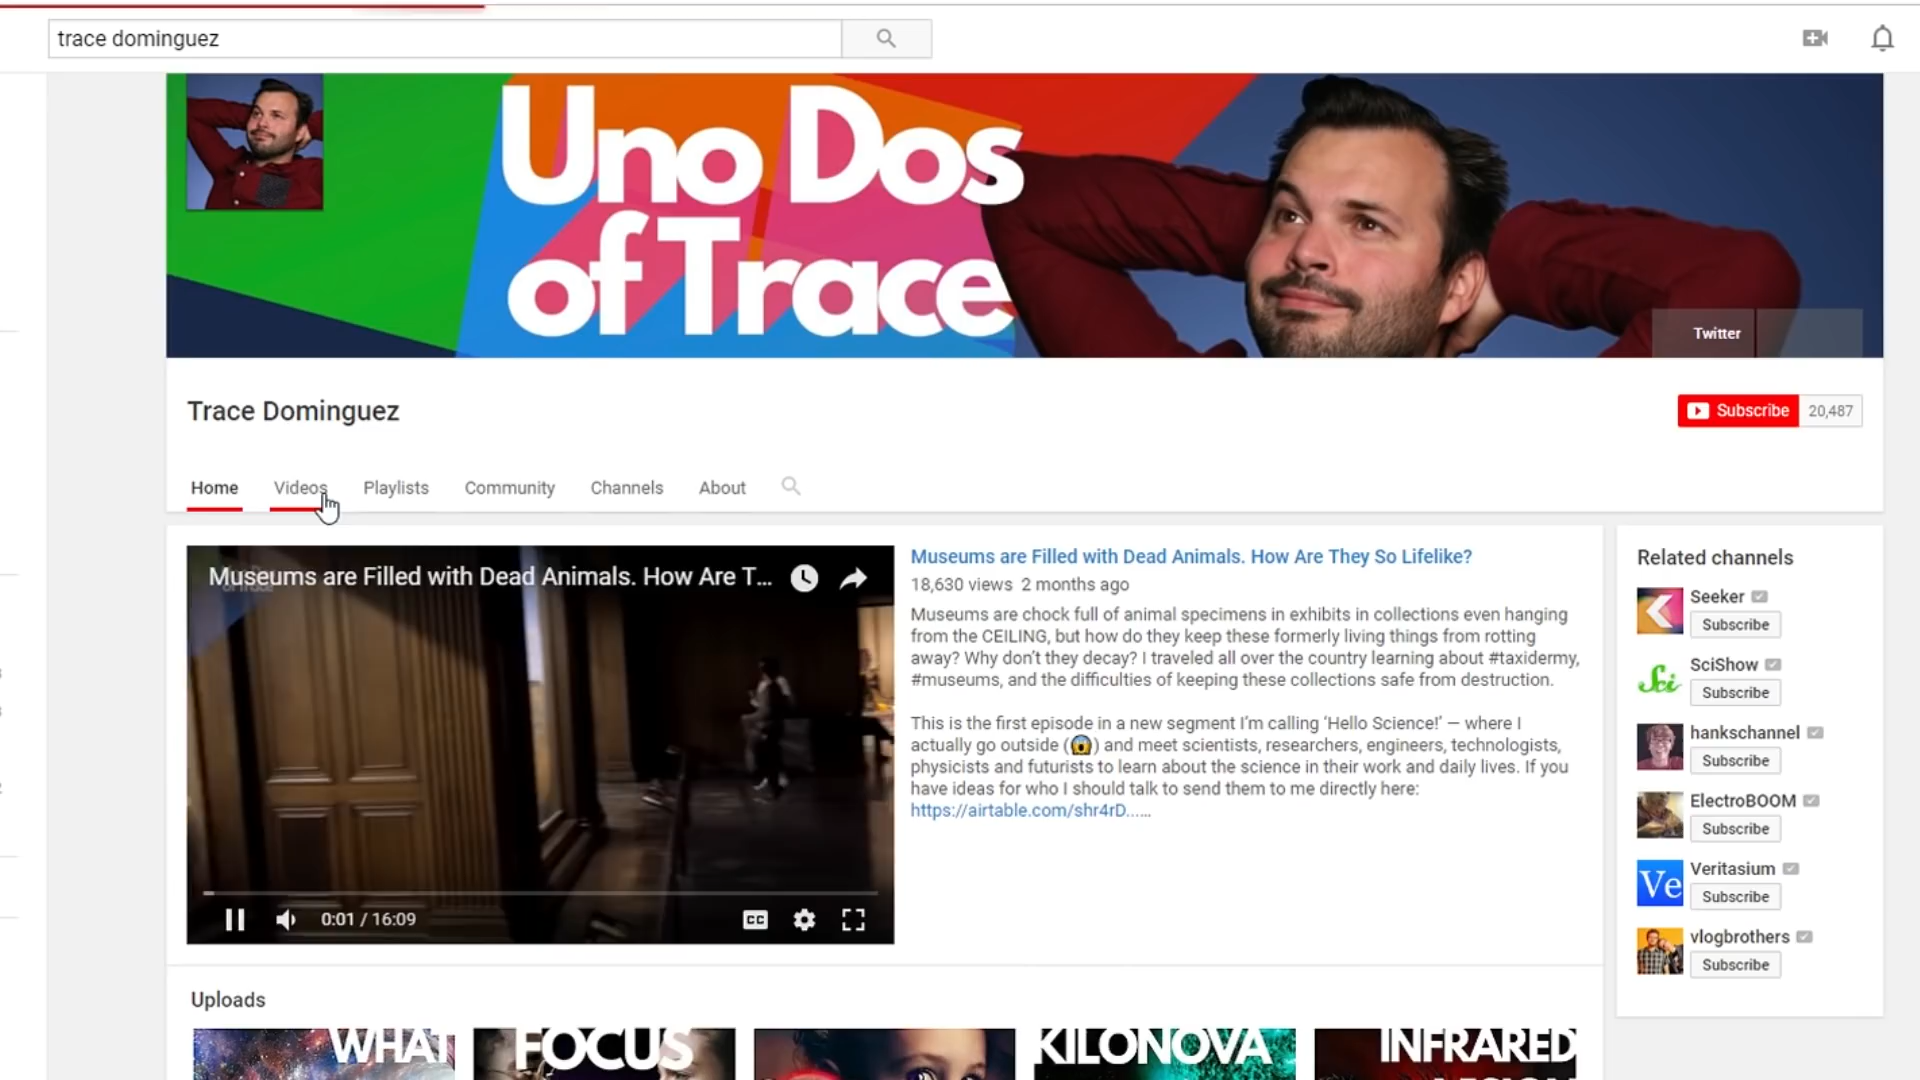 trace dominguez
Uno Dos
of Trace
Twitter
Trace Dominguez
Subscribe 20,487
Home Videos Playlists Community Channels About
Museums are Filled with Dead Animals. How Are T...
CC
0:01 / 16:09
Museums are Filled with Dead Animals. How Are They So Lifelike?
18,630 views 2 months ago
Museums are chock full of animal specimens in exhibits in collections even hanging
from the CEILING, but how do they keep these formerly living things from rotting
away? Why don't they decay? I traveled all over the country learning about #taxidermy,
#museums, and the difficulties of keeping these collections safe from destruction.
This is the first episode in a new segment I'm calling ‘Hello Science!’ — where I
actually go outside (😱) and meet scientists, researchers, engineers, technologists,
physicists and futurists to learn about the science in their work and daily lives. If you
have ideas for who I should talk to send them to me directly here:
https://airtable.com/shr4rD......
Related channels
Seeker
Subscribe
Sci
SciShow
Subscribe
hankschannel
Subscribe
ElectroBOOM
Subscribe
Ve
Veritasium
Subscribe
vlogbrothers
Subscribe
Uploads
WHAT
FOCUS
KILONOVA
INFRARED